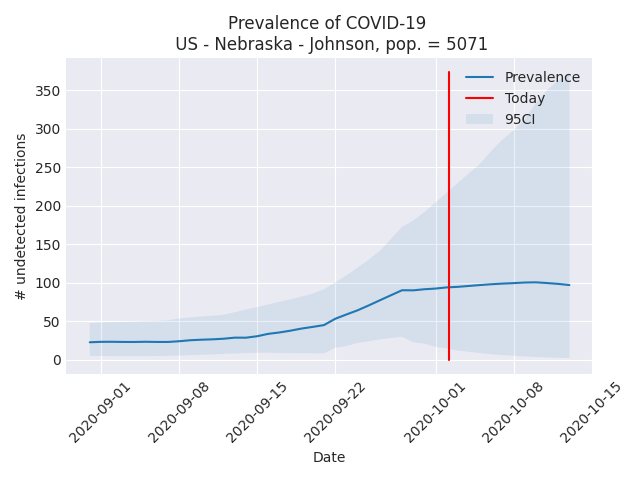 Prevalence of COVID-19
US - Nebraska - Johnson, pop. = 5071
Prevalence
Today
95CI
# undetected infections
350
300
250
200
150
100
50
0
2020-09-01
2020-09-08
2020-09-15
2020-09-22
2020-10-01
2020-10-08
2020-10-15
Date